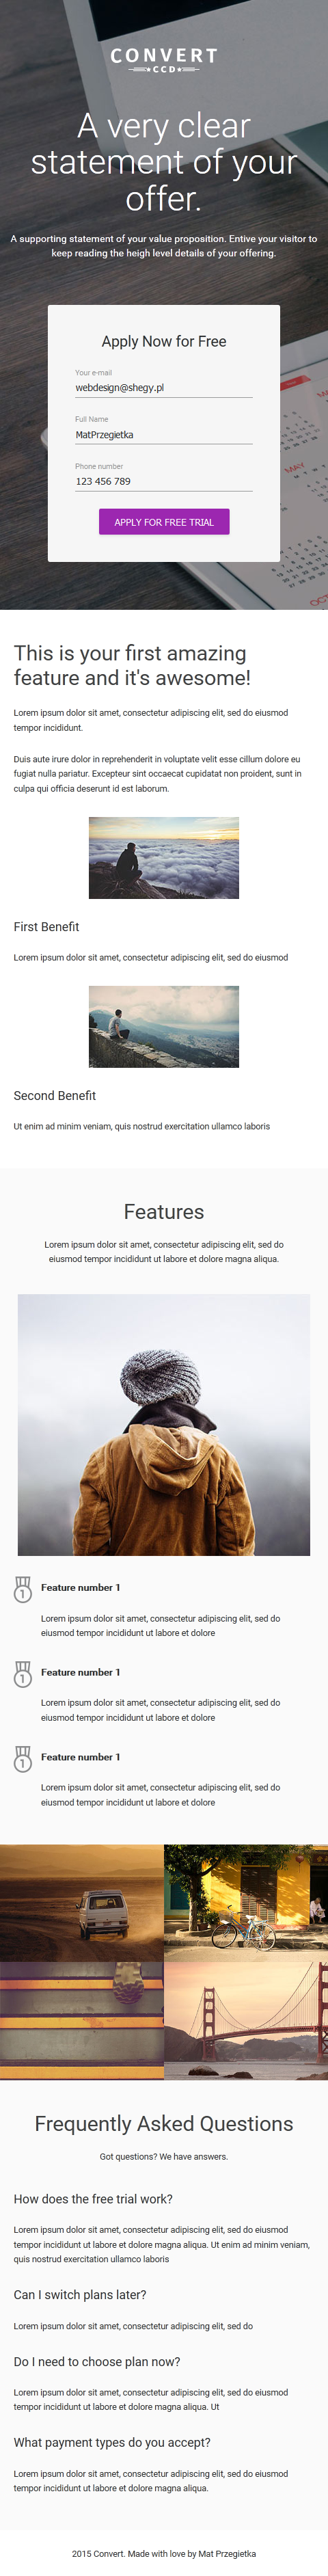 CONVERT
CCD
A very clear
statement of your
offer.
A supporting statement of your value proposition. Entive your visitor to
keep reading the heigh level details of your offering.
Apply Now for Free
Your e-mail
webdesign@shegy.pl
Full Name
MatPrzegietka
Phone number
123 456 789
APPLY FOR FREE TRIAL
MAY
MAY
OCT
This is your first amazing
feature and it's awesome!
Lorem ipsum dolor sit amet, consectetur adipiscing elit, sed do eiusmod
tempor incididunt.
Duis aute irure dolor in reprehenderit in voluptate velit esse cillum dolore eu
fugiat nulla pariatur. Excepteur sint occaecat cupidatat non proident, sunt in
culpa qui officia deserunt id est laborum.
First Benefit
Lorem ipsum dolor sit amet, consectetur adipiscing elit, sed do eiusmod
Second Benefit
Ut enim ad minim veniam, quis nostrud exercitation ullamco laboris
Features
Lorem ipsum dolor sit amet, consectetur adipiscing elit, sed do
eiusmod tempor incididunt ut labore et dolore magna aliqua.
1
Feature number 1
Lorem ipsum dolor sit amet, consectetur adipiscing elit, sed do
eiusmod tempor incididunt ut labore et dolore
1
Feature number 1
Lorem ipsum dolor sit amet, consectetur adipiscing elit, sed do
eiusmod tempor incididunt ut labore et dolore
1
Feature number 1
Lorem ipsum dolor sit amet, consectetur adipiscing elit, sed do
eiusmod tempor incididunt ut labore et dolore
Frequently Asked Questions
Got questions? We have answers.
How does the free trial work?
Lorem ipsum dolor sit amet, consectetur adipiscing elit, sed do eiusmod
tempor incididunt ut labore et dolore magna aliqua. Ut enim ad minim veniam,
quis nostrud exercitation ullamco laboris
Can I switch plans later?
Lorem ipsum dolor sit amet, consectetur adipiscing elit, sed do
Do I need to choose plan now?
Lorem ipsum dolor sit amet, consectetur adipiscing elit, sed do eiusmod
tempor incididunt ut labore et dolore magna aliqua. Ut
What payment types do you accept?
Lorem ipsum dolor sit amet, consectetur adipiscing elit, sed do eiusmod
tempor incididunt ut labore et dolore magna aliqua.
2015 Convert. Made with love by Mat Przegietka